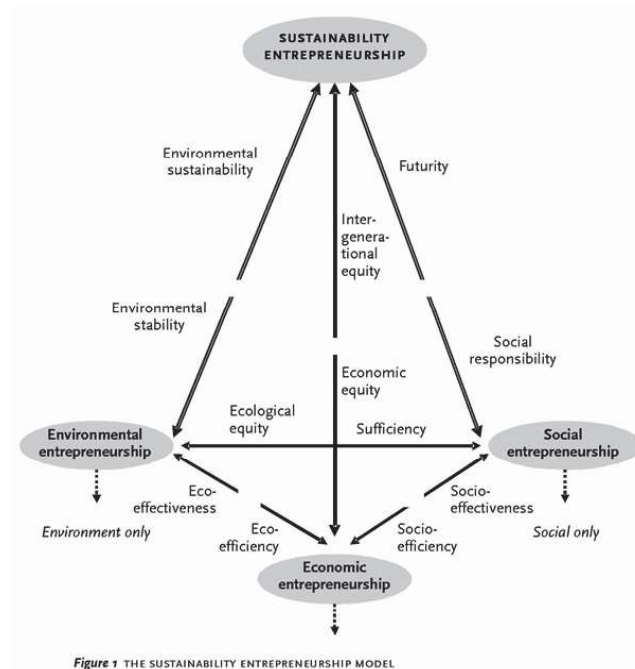 SUSTAINABILITY
ENTREPRENEURSHIP
Environmental
sustainability
Futurity
Inter-
genera-
tional
equity
Environmental
stability
Social
responsibility
Economic
equity
Ecological
equity
Sufficiency
Environmental
entrepreneurship
Social
entrepreneurship
Eco-
effectiveness
Socio-
effectiveness
Environment only
Eco-
efficiency
Socio-
efficiency
Social only
Economic
entrepreneurship
Figure 1 THE SUSTAINABILITY ENTREPRENEURSHIP MODEL